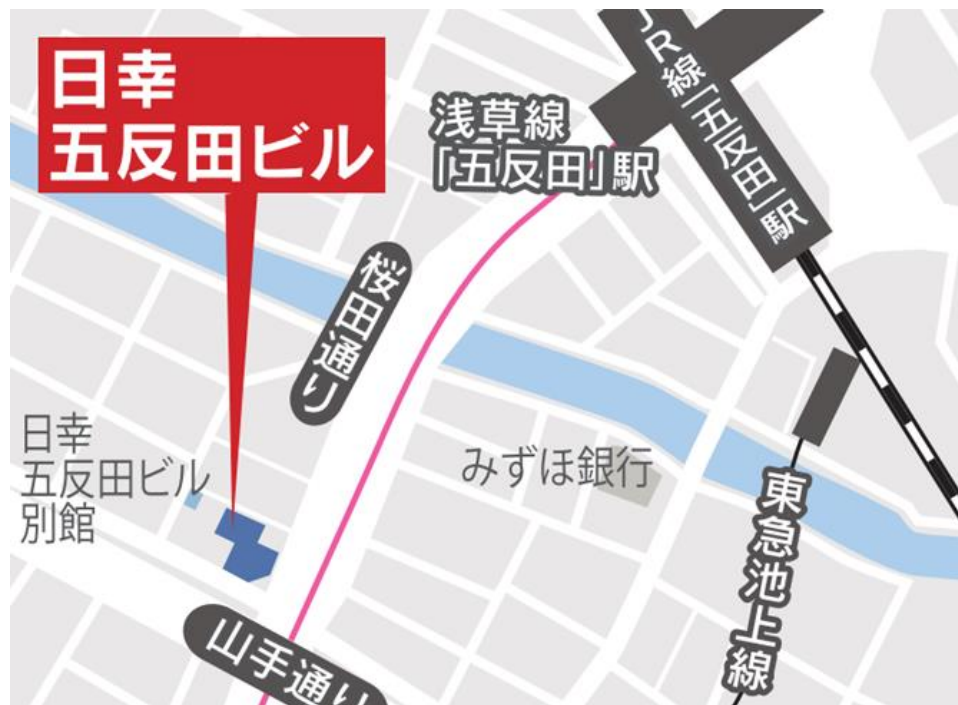 日幸
五反田ビル
浅草線
「五反田」駅
JR線「五反田」駅
桜田通り
日幸
五反田ビル
別館
みずほ銀行
東急池上線
山手通り